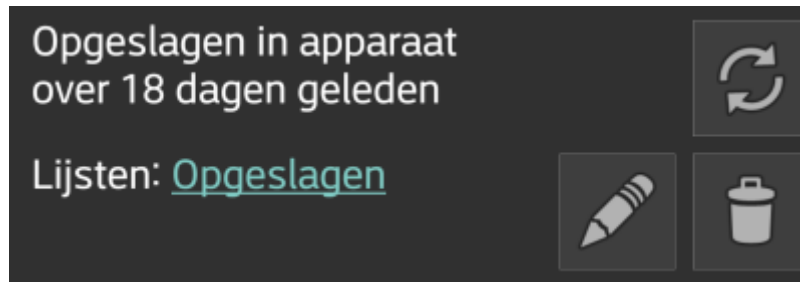 Opgeslagen in apparaat
over 18 dagen geleden
Lijsten: Opgeslagen